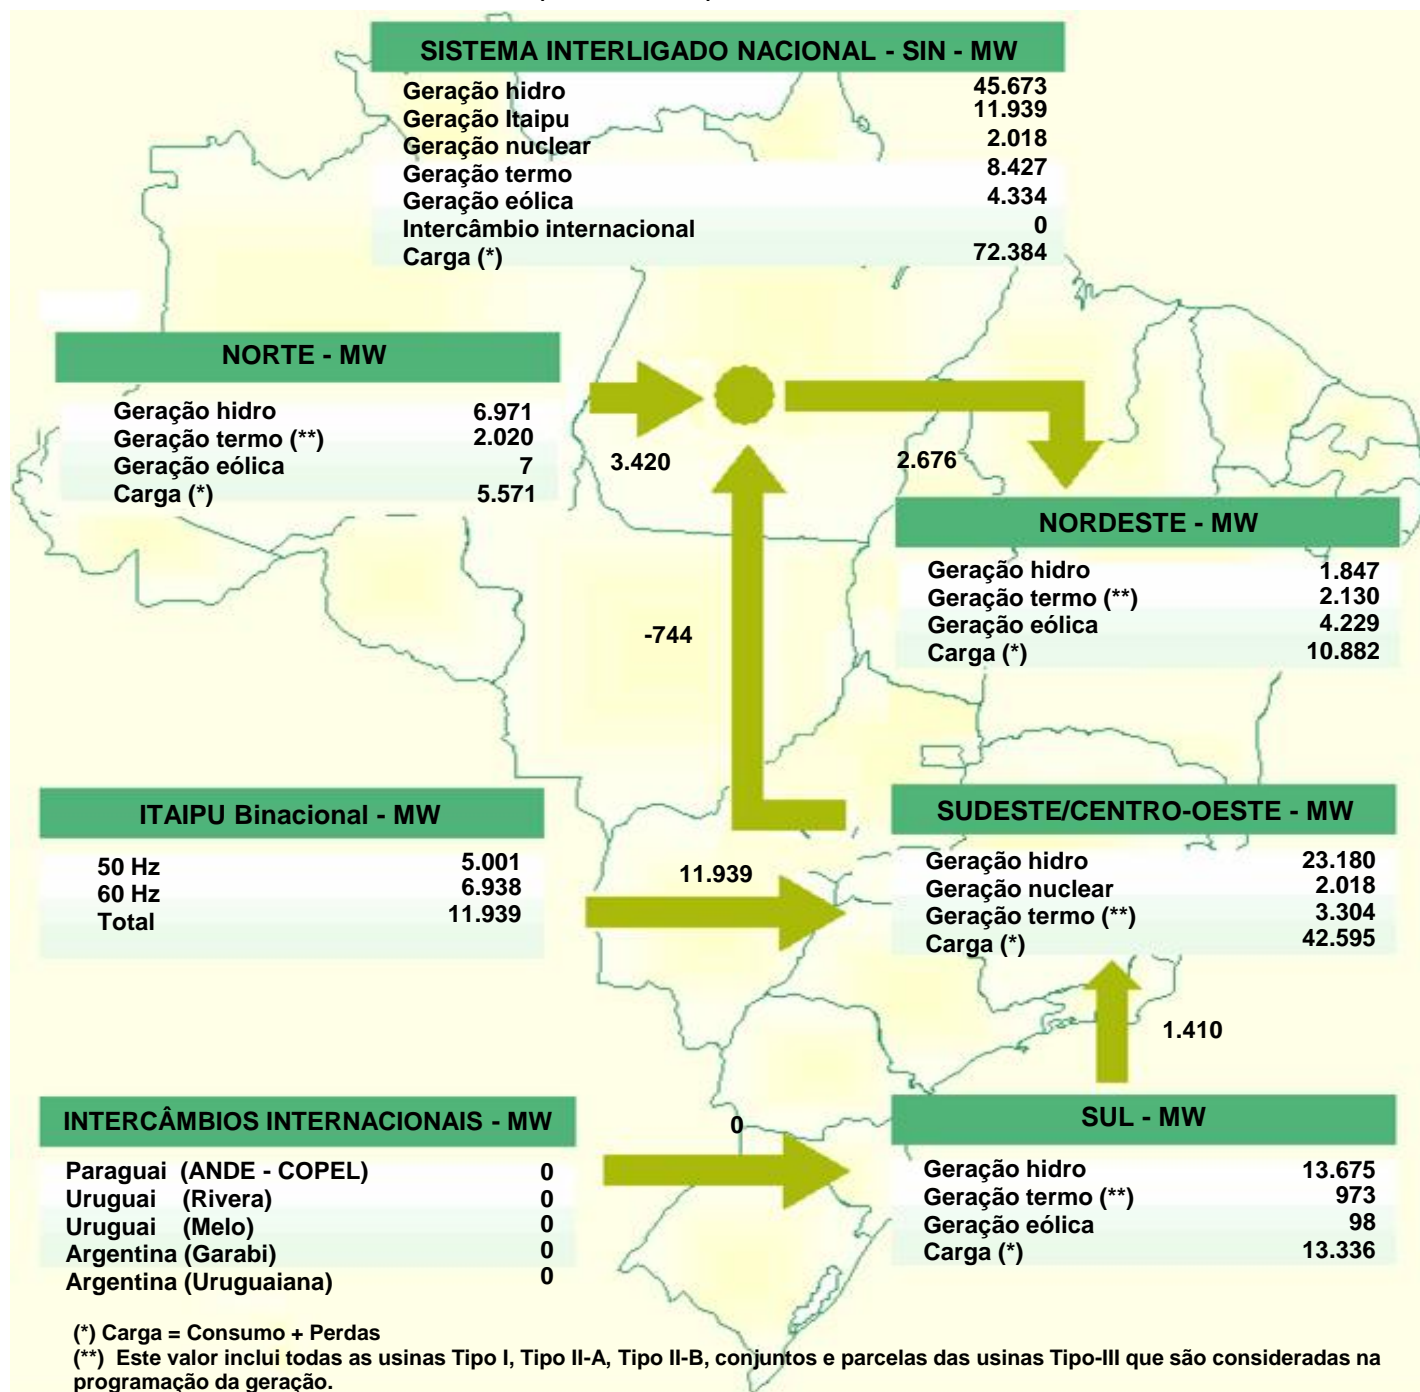 SISTEMA INTERLIGADO NACIONAL - SIN - MW
Geração hidro 45.673
Geração Itaipu 11.939
Geração nuclear 2.018
Geração termo 8.427
Geração eólica 4.334
Intercâmbio internacional 0
Carga (*) 72.384
NORTE - MW
Geração hidro 6.971
Geração termo (**) 2.020
Geração eólica 7
Carga (*) 5.571
3.420
2.676
NORDESTE - MW
Geração hidro 1.847
Geração termo (**) 2.130
Geração eólica 4.229
Carga (*) 10.882
-744
ITAIPU Binacional - MW
50 Hz 5.001
60 Hz 6.938
Total 11.939
11.939
SUDESTE/CENTRO-OESTE - MW
Geração hidro 23.180
Geração nuclear 2.018
Geração termo (**) 3.304
Carga (*) 42.595
1.410
INTERCÂMBIOS INTERNACIONAIS - MW
Paraguai (ANDE - COPEL) 0
Uruguai (Rivera) 0
Uruguai (Melo) 0
Argentina (Garabi) 0
Argentina (Uruguaiana) 0
0
SUL - MW
Geração hidro 13.675
Geração termo (**) 973
Geração eólica 98
Carga (*) 13.336
(*) Carga = Consumo + Perdas
(**) Este valor inclui todas as usinas Tipo I, Tipo II-A, Tipo II-B, conjuntos e parcelas das usinas Tipo-III que são consideradas na
programação da geração.